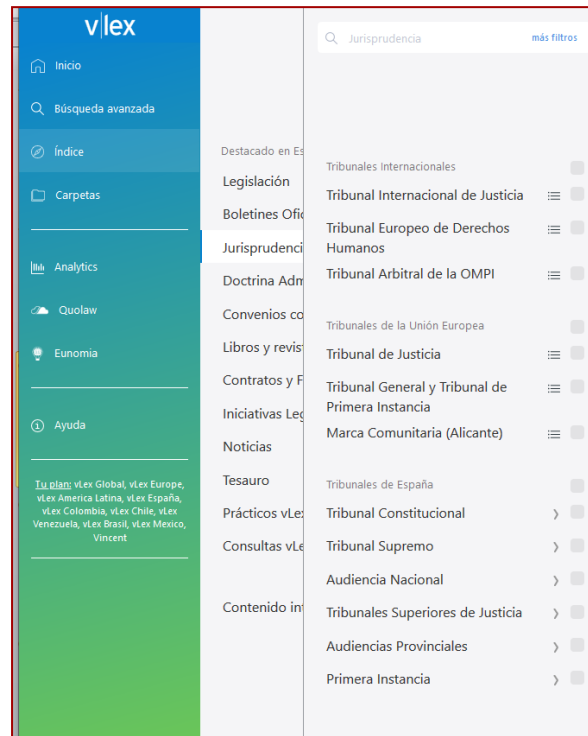 v|lex
Inicio
Búsqueda avanzada
Índice
Carpetas
Analytics
Quolaw
Eunomia
Ayuda
Tu plan: vLex Global, vLex Europe,
vLex America Latina, vLex España,
vLex Colombia, vLex Chile, vLex
Venezuela, vLex Brasil, vLex Mexico,
Vincent
Destacado en Es
Legislación
Boletines Ofic
Jurisprudenci
Doctrina Adm
Convenios co
Libros y revist
Contratos y F
Iniciativas Leg
Noticias
Tesauro
Prácticos vLex
Consultas vLe
Contenido int
Jurisprudencia
más filtros
Tribunales Internacionales
Tribunal Internacional de Justicia
Tribunal Europeo de Derechos
Humanos
Tribunal Arbitral de la OMPI
Tribunales de la Unión Europea
Tribunal de Justicia
Tribunal General y Tribunal de
Primera Instancia
Marca Comunitaria (Alicante)
Tribunales de España
Tribunal Constitucional
Tribunal Supremo
Audiencia Nacional
Tribunales Superiores de Justicia
Audiencias Provinciales
Primera Instancia